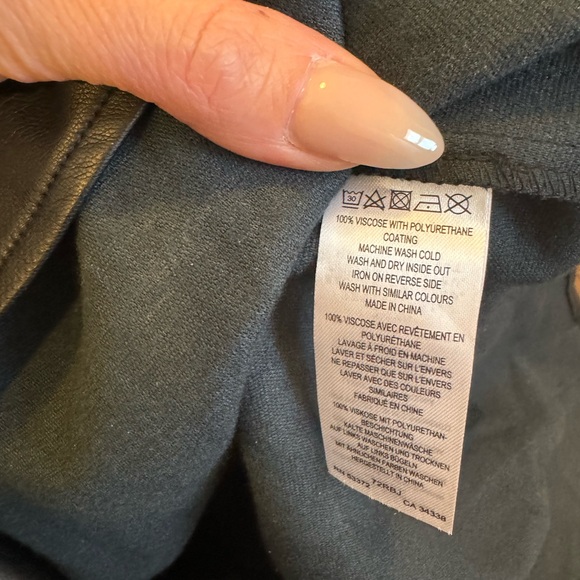 30
100% VISCOSE WITH POLYURETHANE
COATING
MACHINE WASH COLD
WASH AND DRY INSIDE OUT
IRON ON REVERSE SIDE
WASH WITH SIMILAR COLOURS
MADE IN CHINA
100% VISCOSE AVEC REVÊTEMENT EN
POLYURÉTHANE
LAVAGE À FROID EN MACHINE
LAVER ET SÉCHER SUR L'ENVERS
NE REPASSER QUE SUR L'ENVERS
LAVER AVEC DES COULEURS
SIMILAIRES
FABRIQUÉ EN CHINE
100% VISKOSE MIT POLYURETHAN-
BESCHICHTUNG
KALTE MASCHINENWÄSCHE
AUF LINKS WASCHEN UND TROCKNEN
AUF LINKS BÜGELN
MIT ÄHNLICHEN FARBEN WASCHEN
HERGESTELLT IN CHINA
RN 93372 72RBJ CA 34338